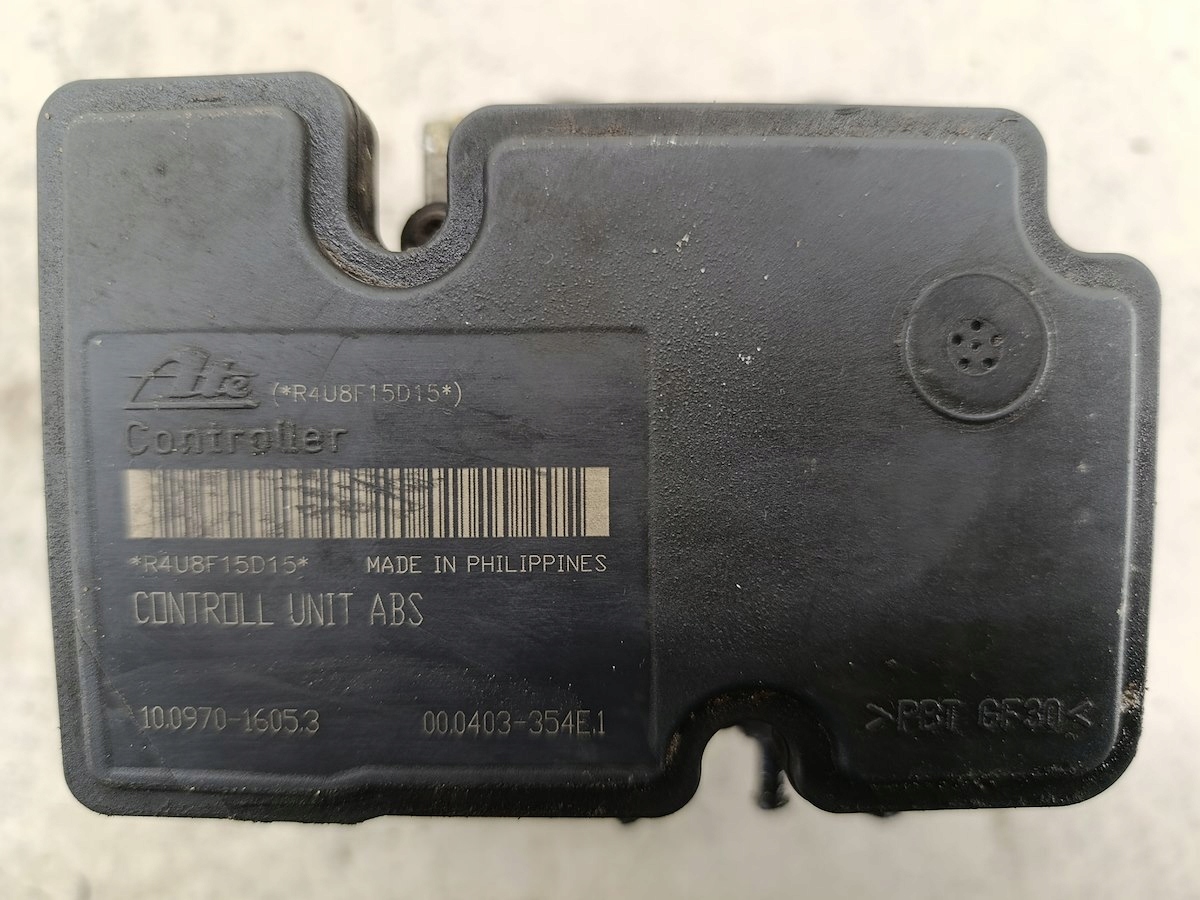 Ate (*R4U8F15D15*)
Controller
*R4U8F15D15* MADE IN PHILIPPINES
CONTROLL UNIT ABS
10.0970-1605.3 00.0403-354E.1
>PBT GF30<